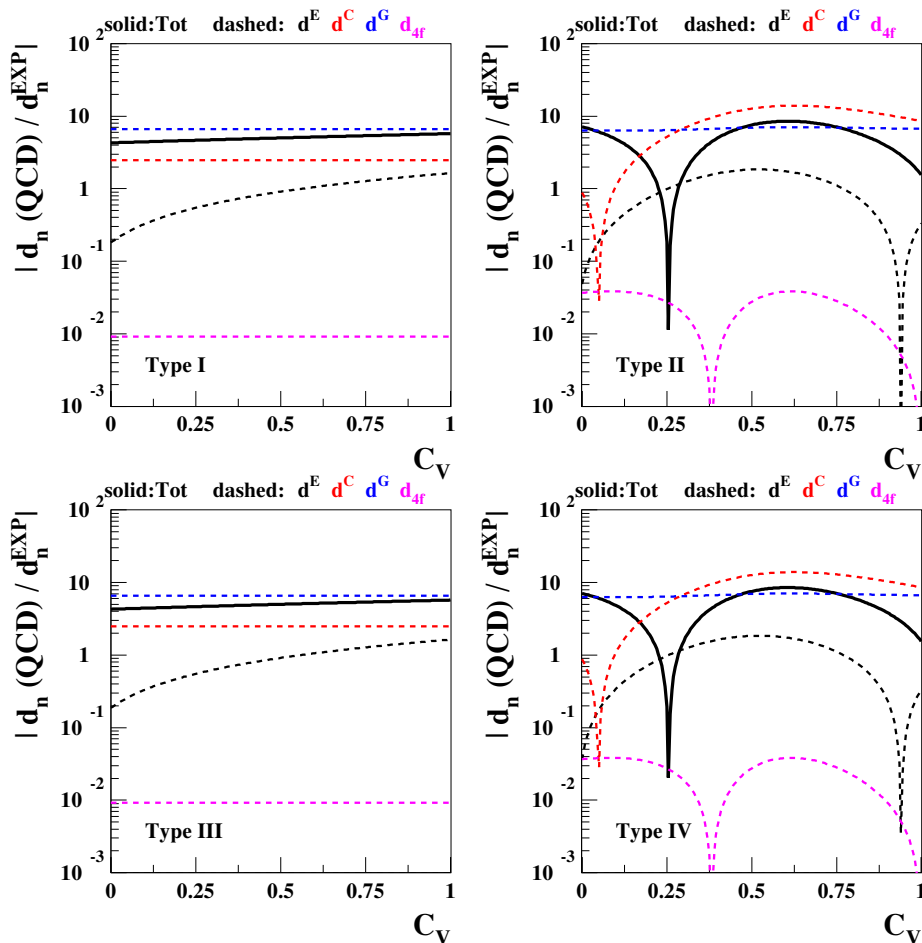 solid:Tot dashed: d^E d^C d^G d_4f
| d_n (QCD) / d_n^EXP |
10^2
10
1
10^-1
10^-2
10^-3
Type I
0 0.25 0.5 0.75 1
C_V
solid:Tot dashed: d^E d^C d^G d_4f
| d_n (QCD) / d_n^EXP |
10^2
10
1
10^-1
10^-2
10^-3
Type II
0 0.25 0.5 0.75 1
C_V
solid:Tot dashed: d^E d^C d^G d_4f
| d_n (QCD) / d_n^EXP |
10^2
10
1
10^-1
10^-2
10^-3
Type III
0 0.25 0.5 0.75 1
C_V
solid:Tot dashed: d^E d^C d^G d_4f
| d_n (QCD) / d_n^EXP |
10^2
10
1
10^-1
10^-2
10^-3
Type IV
0 0.25 0.5 0.75 1
C_V